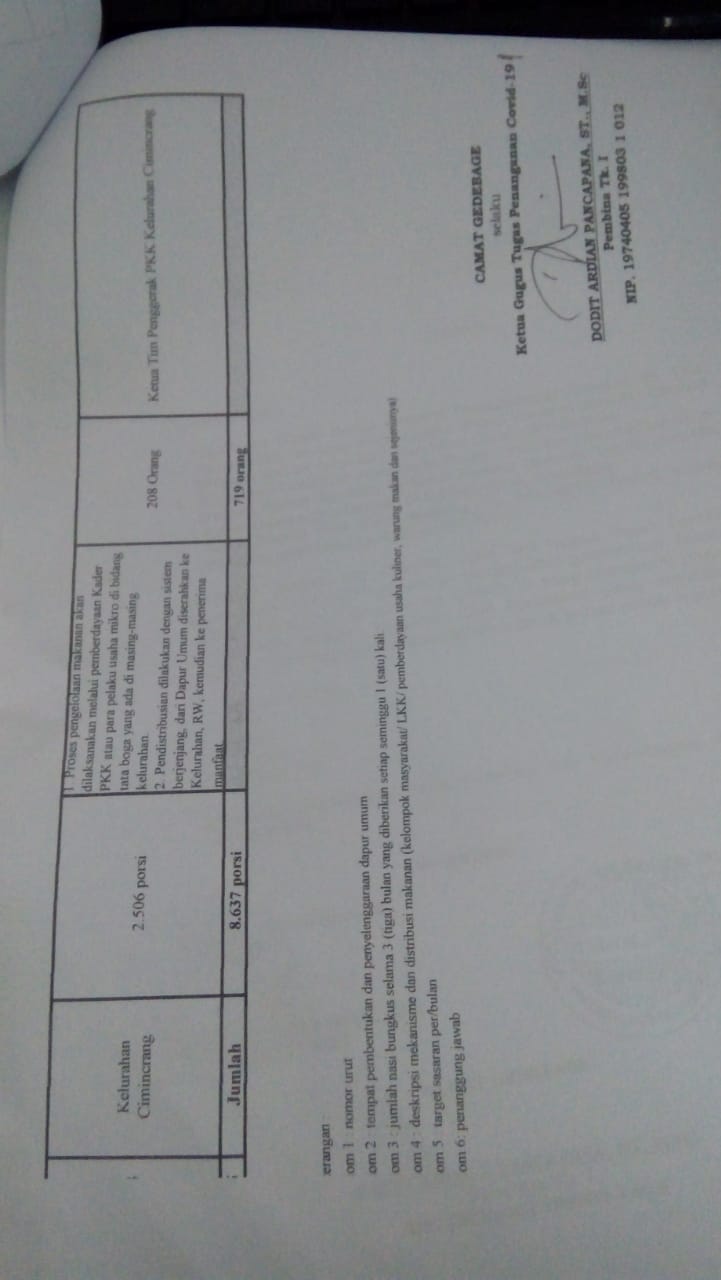 Kelurahan
Cimincrang
2.506 porsi
1. Proses pengelolaan makanan akan
dilaksanakan melalui pemberdayaan Kader
PKK atau para pelaku usaha mikro di bidang
tata boga yang ada di masing-masing
kelurahan.
2. Pendistribusian dilakukan dengan sistem
berjenjang, dari Dapur Umum diserahkan ke
Kelurahan, RW, kemudian ke penerima
manfaat
208 Orang
Ketua Tim Penggerak PKK Kelurahan Cimincrang
Jumlah
8.637 porsi
719 orang
erangan :
om 1 : nomor urut
om 2 : tempat pembentukan dan penyelenggaraan dapur umum
om 3 : jumlah nasi bungkus selama 3 (tiga) bulan yang diberikan setiap seminggu 1 (satu) kali
om 4 : deskripsi mekanisme dan distribusi makanan (kelompok masyarakat/ LKK/ pemberdayaan usaha kuliner, warung makan dan sejenisnya)
om 5 : target sasaran per/bulan
om 6: penanggung jawab
CAMAT GEDEBAGE
selaku
Ketua Gugus Tugas Penanganan Covid-19
DODIT ARDIAN PANCAPANA, ST., M.Sc
Pembina Tk. I
NIP. 19740405 199803 1 012